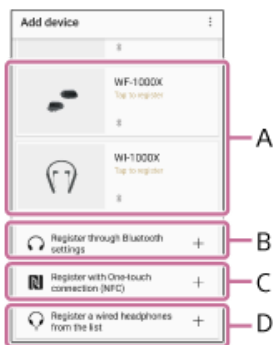 Add device
WF-1000X
Tap to register
WI-1000X
Tap to register
A
Register through Bluetooth
settings
B
Register with One-touch
connection (NFC)
C
Register a wired headphones
from the list
D